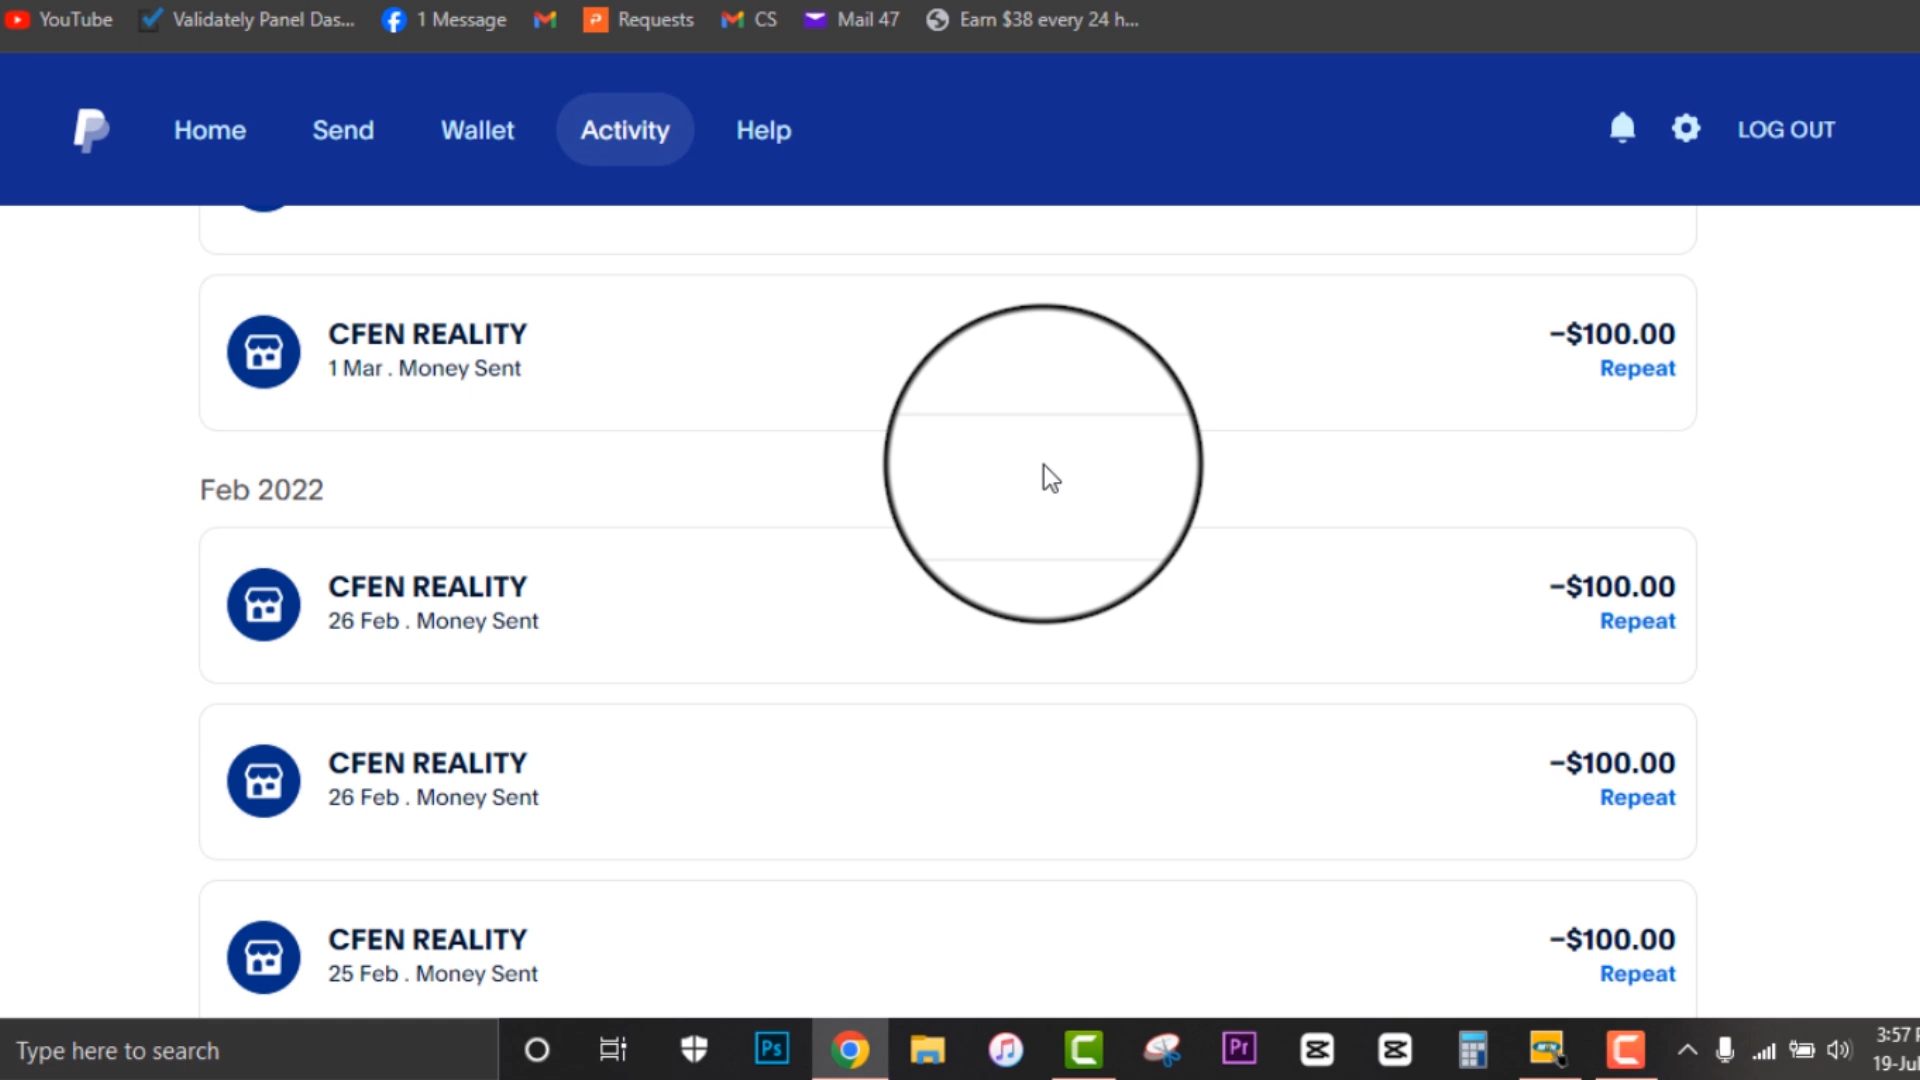 YouTube Validately Panel Das... 1 Message Requests CS Mail 47 Earn $38 every 24 h...
Home Send Wallet Activity Help LOG OUT
CFEN REALITY −$100.00
1 Mar . Money Sent Repeat
Feb 2022
CFEN REALITY −$100.00
26 Feb . Money Sent Repeat
CFEN REALITY −$100.00
26 Feb . Money Sent Repeat
CFEN REALITY −$100.00
25 Feb . Money Sent Repeat
Type here to search Ps Pr 3:57 P
19-Jul